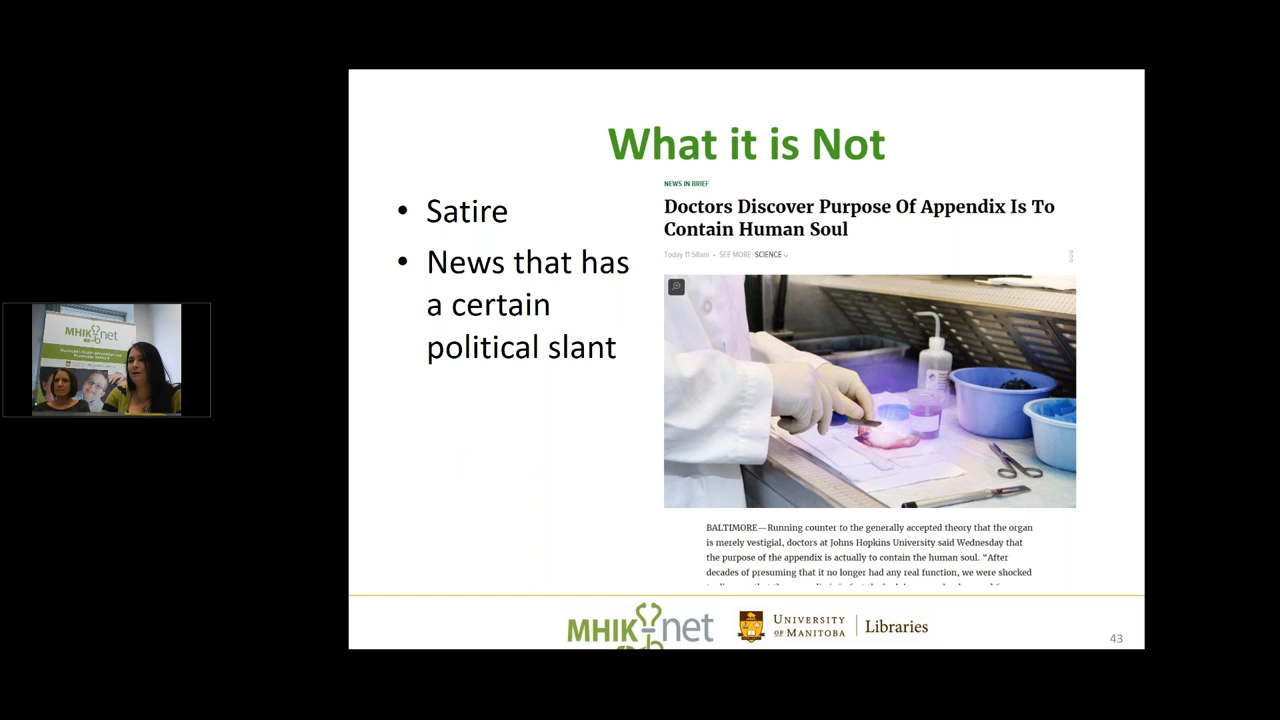 What it is Not
• Satire
• News that has
a certain
political slant
NEWS IN BRIEF
Doctors Discover Purpose Of Appendix Is To
Contain Human Soul
Today 11:58am • SEE MORE: SCIENCE
BALTIMORE—Running counter to the generally accepted theory that the organ
is merely vestigial, doctors at Johns Hopkins University said Wednesday that
the purpose of the appendix is actually to contain the human soul. “After
decades of presuming that it no longer had any real function, we were shocked
MHIKnet
MHIKnet
UNIVERSITY
OF MANITOBA
Libraries
43